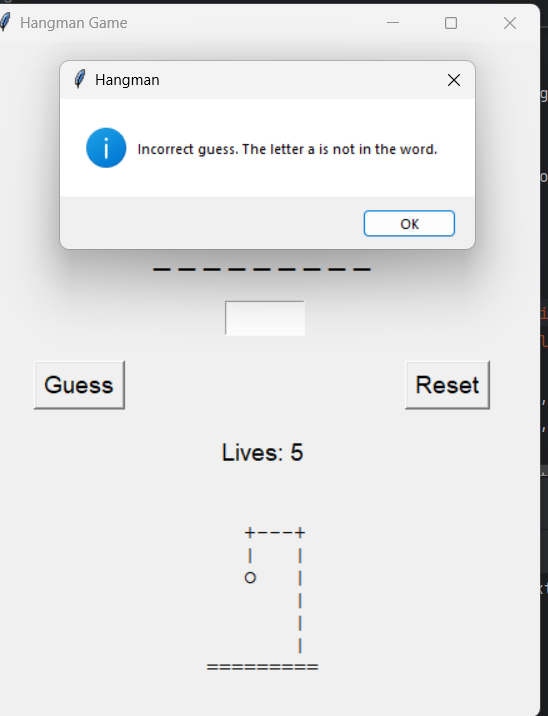 Hangman Game
Hangman
Incorrect guess. The letter a is not in the word.
OK
_ _ _ _ _ _ _ _ _
Guess
Reset
Lives: 5
+---+
|   |
O   |
    |
    |
    |
=========